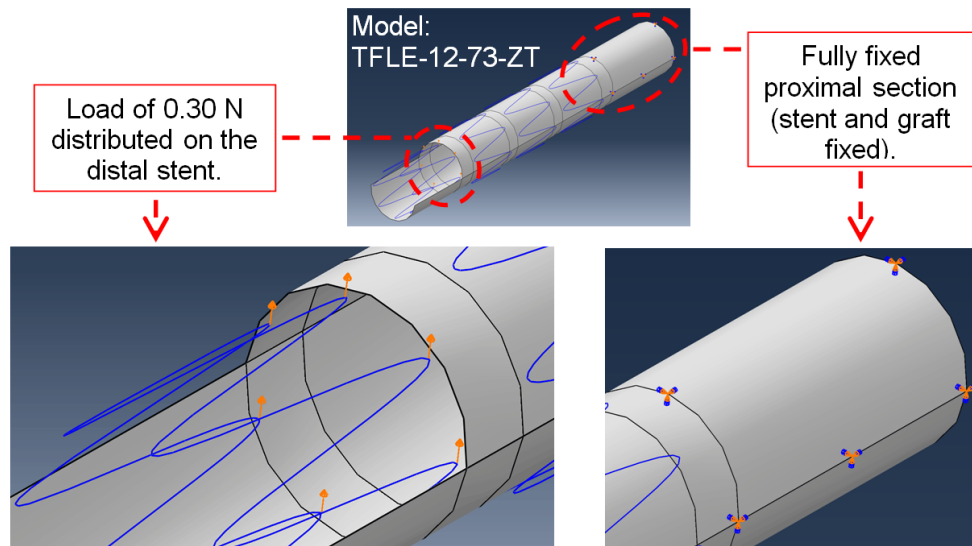 Model:
TFLE-12-73-ZT
Load of 0.30 N
distributed on the
distal stent.
Fully fixed
proximal section
(stent and graft
fixed).